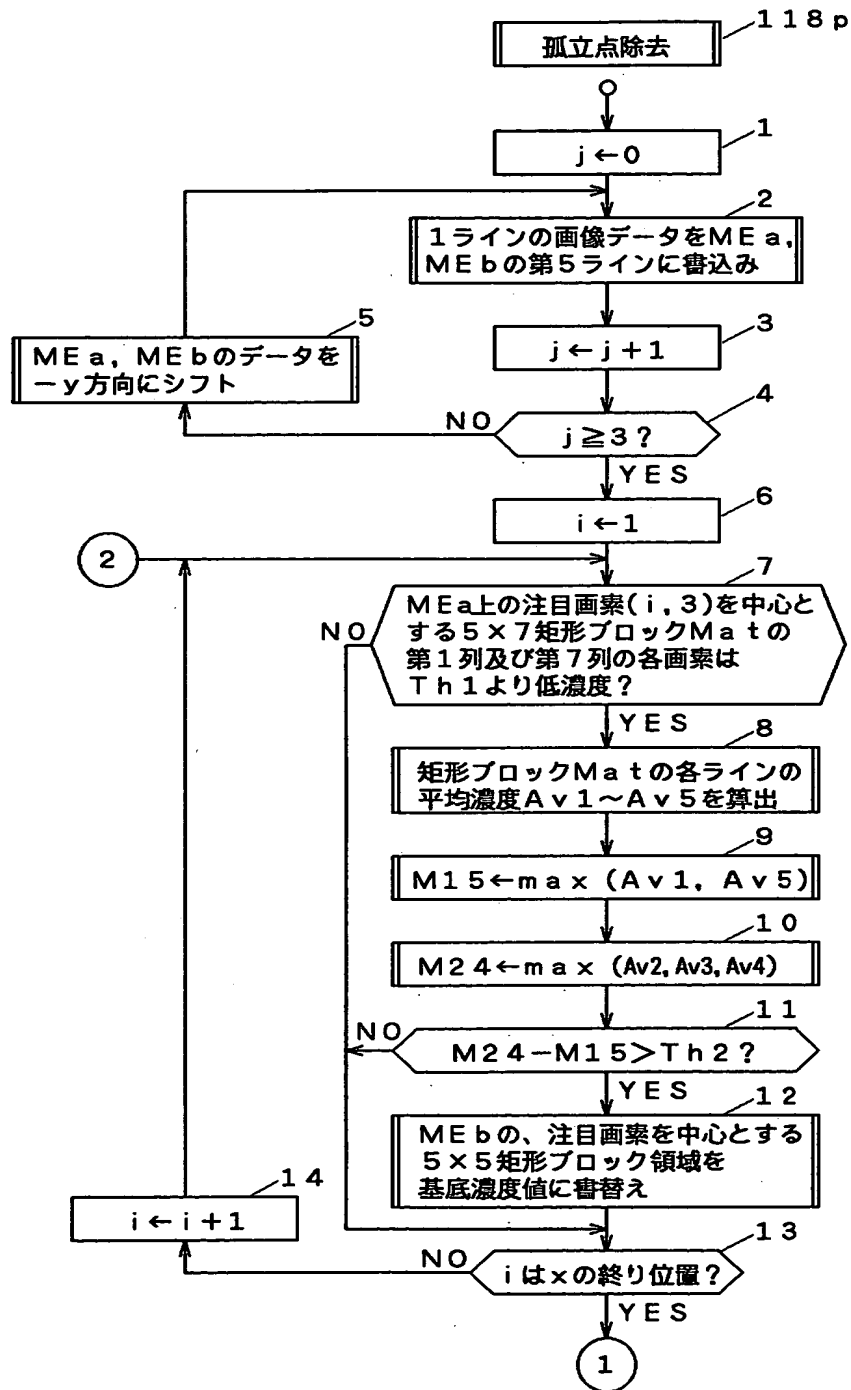 118p
孤立点除去
1
j←0
2
1ラインの画像データをMEa,
MEbの第5ラインに書込み
5
MEa, MEbのデータを
-y方向にシフト
3
j←j+1
4
NO
j≧3?
YES
6
i←1
2
7
NO
MEa上の注目画素(i,3)を中心と
する5×7矩形ブロックMatの
第1列及び第7列の各画素は
Th1より低濃度?
YES
8
矩形ブロックMatの各ラインの
平均濃度Av1~Av5を算出
9
M15←max(Av1, Av5)
10
M24←max(Av2,Av3,Av4)
11
NO
M24-M15>Th2?
YES
12
MEbの、注目画素を中心とする
5×5矩形ブロック領域を
基底濃度値に書替え
14
i←i+1
13
NO
iはxの終り位置?
YES
1